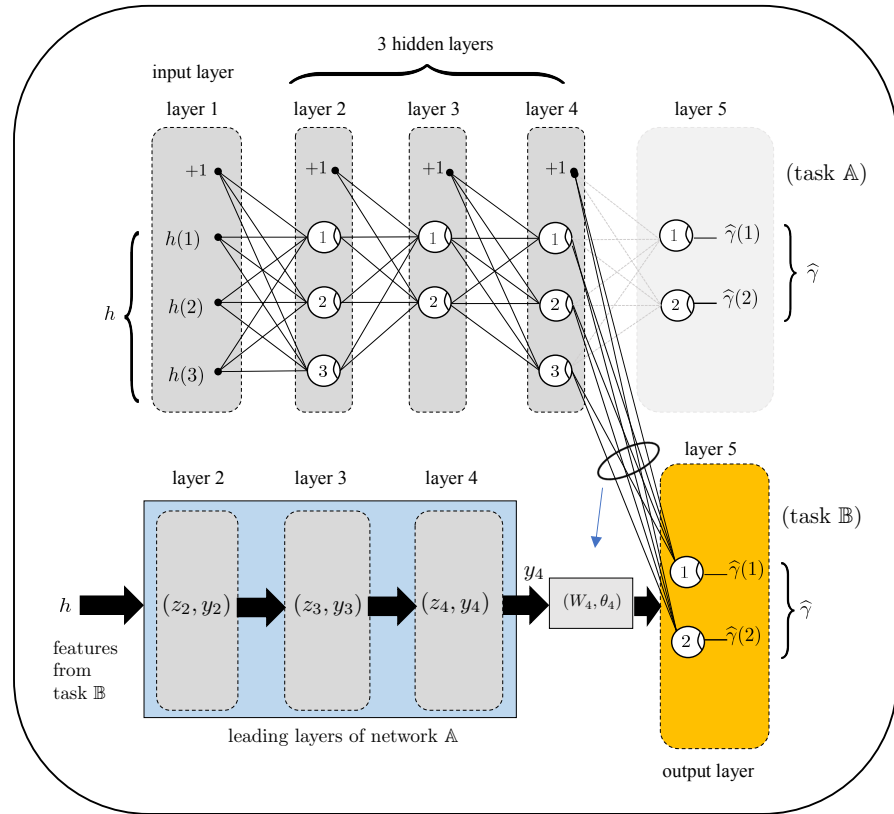 3 hidden layers
input layer
layer 1
layer 2
layer 3
layer 4
layer 5
+1
+1
+1
+1
(task 𝔸)
h(1)
1
1
1
1
γ̂(1)
h
h(2)
2
2
2
2
γ̂(2)
γ̂
h(3)
3
3
layer 5
layer 2
layer 3
layer 4
(task 𝔹)
y₄
1
γ̂(1)
h
(z₂, y₂)
(z₃, y₃)
(z₄, y₄)
(W₄, θ₄)
γ̂
2
γ̂(2)
features
from
task 𝔹
leading layers of network 𝔸
output layer